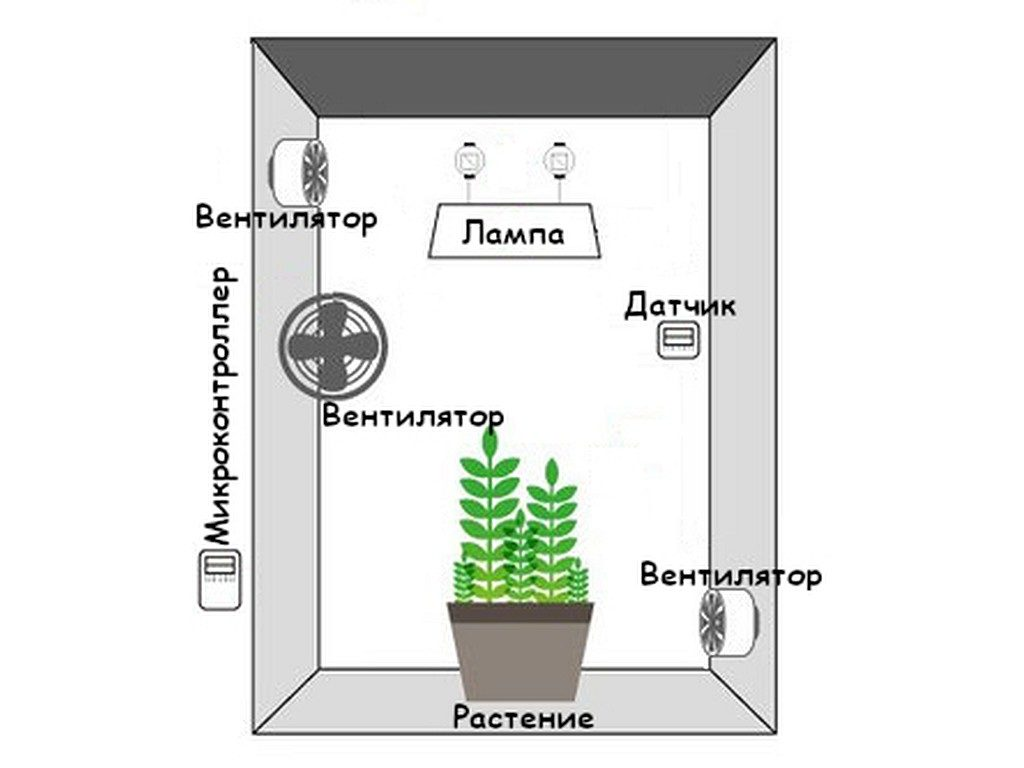 Вентилятор
Лампа
Микроконтроллер
Датчик
Вентилятор
Вентилятор
Растение